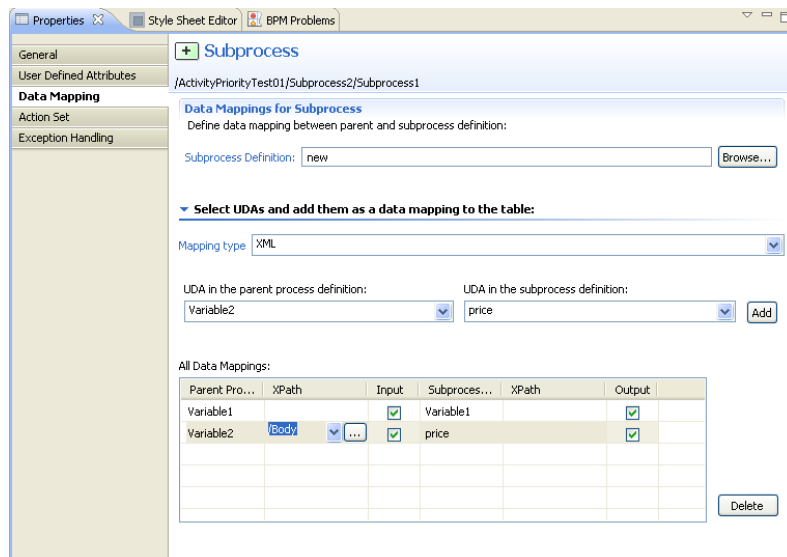 Properties Style Sheet Editor BPM Problems
General
User Defined Attributes
Data Mapping
Action Set
Exception Handling
Subprocess
/ActivityPriorityTest01/Subprocess2/Subprocess1
Data Mappings for Subprocess
Define data mapping between parent and subprocess definition:
Subprocess Definition: new Browse...
Select UDAs and add them as a data mapping to the table:
Mapping type XML
UDA in the parent process definition: UDA in the subprocess definition:
Variable2 price Add
All Data Mappings:
Parent Pro... XPath Input Subproces... XPath Output
Variable1 Variable1
Variable2 /Body ... price
Delete